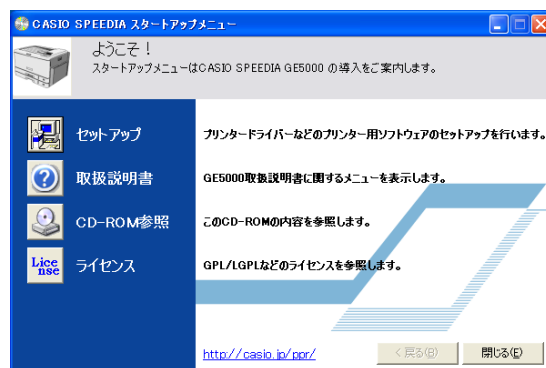 CASIO SPEEDIA スタートアップメニュー
ようこそ！
スタートアップメニューはCASIO SPEEDIA GE5000 の導入をご案内します。
セットアップ
プリンタードライバーなどのプリンター用ソフトウェアのセットアップを行います。
取扱説明書
GE5000取扱説明書に関するメニューを表示します。
CD-ROM参照
このCD-ROMの内容を参照します。
Lice
nse
ライセンス
GPL/LGPLなどのライセンスを参照します。
http://casio.jp/ppr/
< 戻る(B)
閉じる(E)